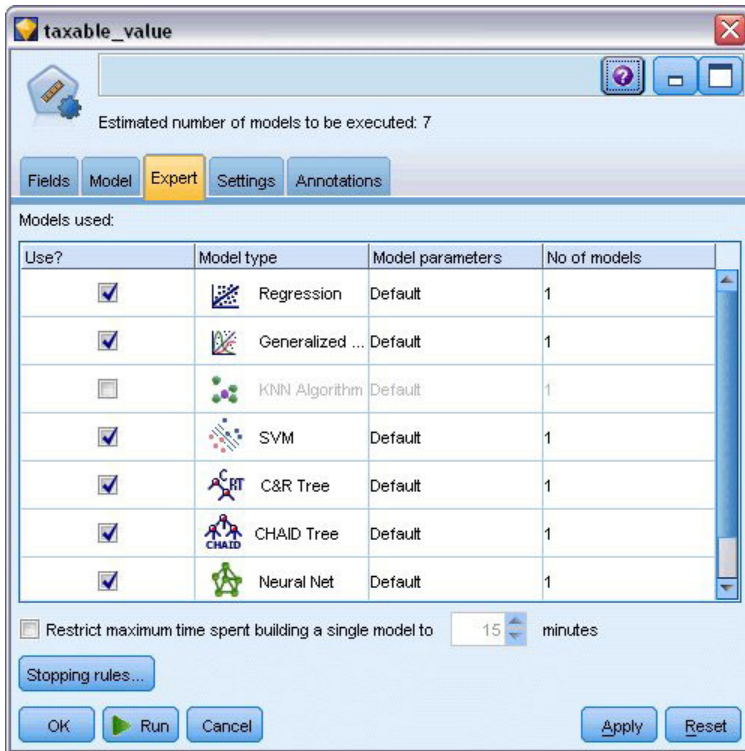 taxable_value
Estimated number of models to be executed: 7
Fields Model Expert Settings Annotations
Models used:
Use? Model type Model parameters No of models
Regression Default 1
Generalized ... Default 1
KNN Algorithm Default 1
SVM Default 1
C&RT C&R Tree Default 1
CHAID CHAID Tree Default 1
Neural Net Default 1
Restrict maximum time spent building a single model to 15 minutes
Stopping rules...
OK Run Cancel Apply Reset